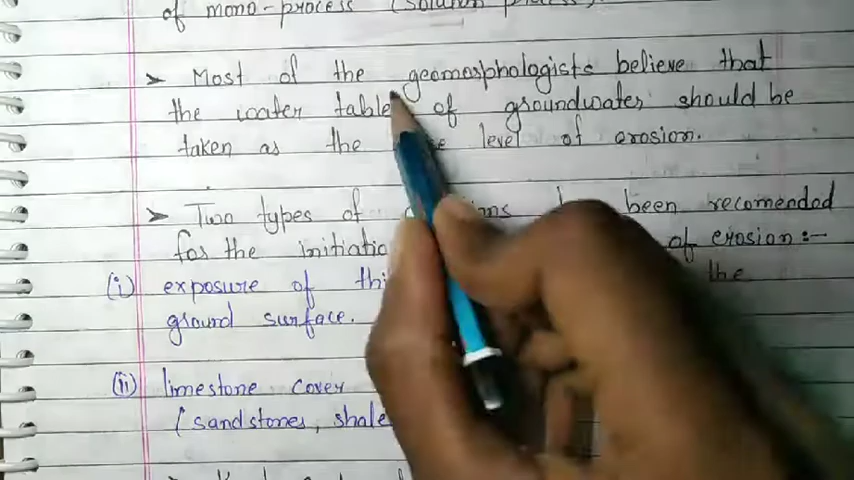 of mono-process (solution process).
➤ Most of the geomorphologists believe that
the water table of groundwater should be
taken as the level of erosion.
➤ Two types of been recomended
for the of erosion :-
(i) exposure of the
ground surface.
(ii) limestone cover
(sandstones, shale